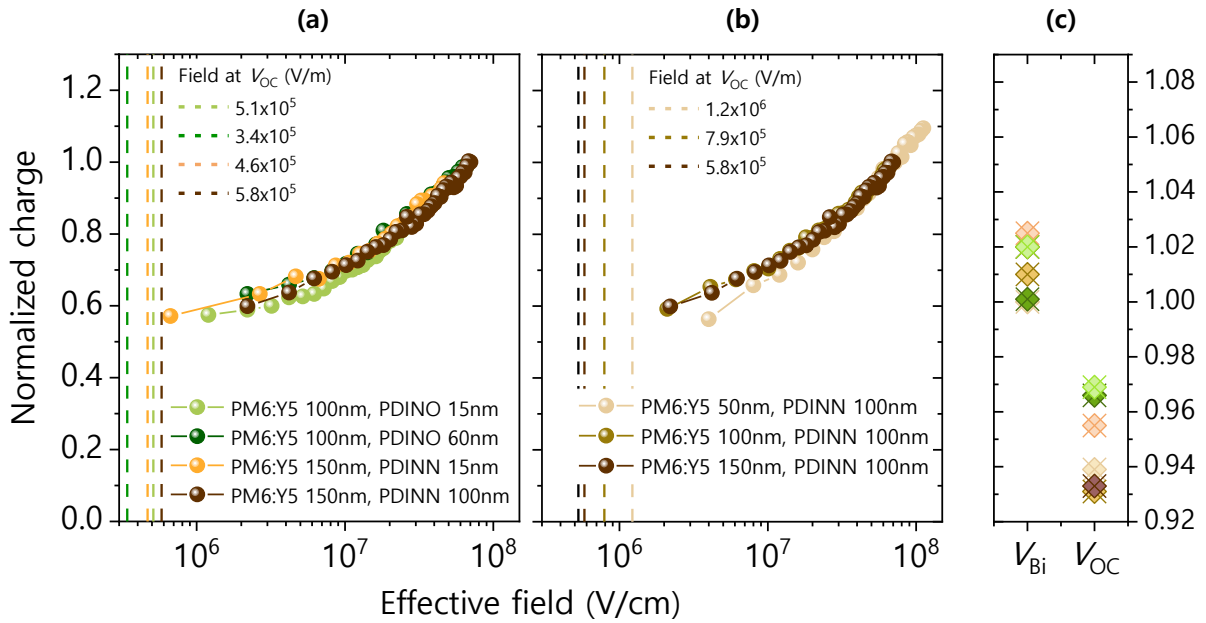 (a)
(b)
(c)
Normalized charge
1.2
1.0
0.8
0.6
0.4
0.2
0.0
Field at V_OC (V/m)
5.1x10^5
3.4x10^5
4.6x10^5
5.8x10^5
PM6:Y5 100nm, PDINO 15nm
PM6:Y5 100nm, PDINO 60nm
PM6:Y5 150nm, PDINN 15nm
PM6:Y5 150nm, PDINN 100nm
10^6
10^7
10^8
Field at V_OC (V/m)
1.2x10^6
7.9x10^5
5.8x10^5
PM6:Y5 50nm, PDINN 100nm
PM6:Y5 100nm, PDINN 100nm
PM6:Y5 150nm, PDINN 100nm
10^6
10^7
10^8
Effective field (V/cm)
1.08
1.06
1.04
1.02
1.00
0.98
0.96
0.94
0.92
V_Bi
V_OC